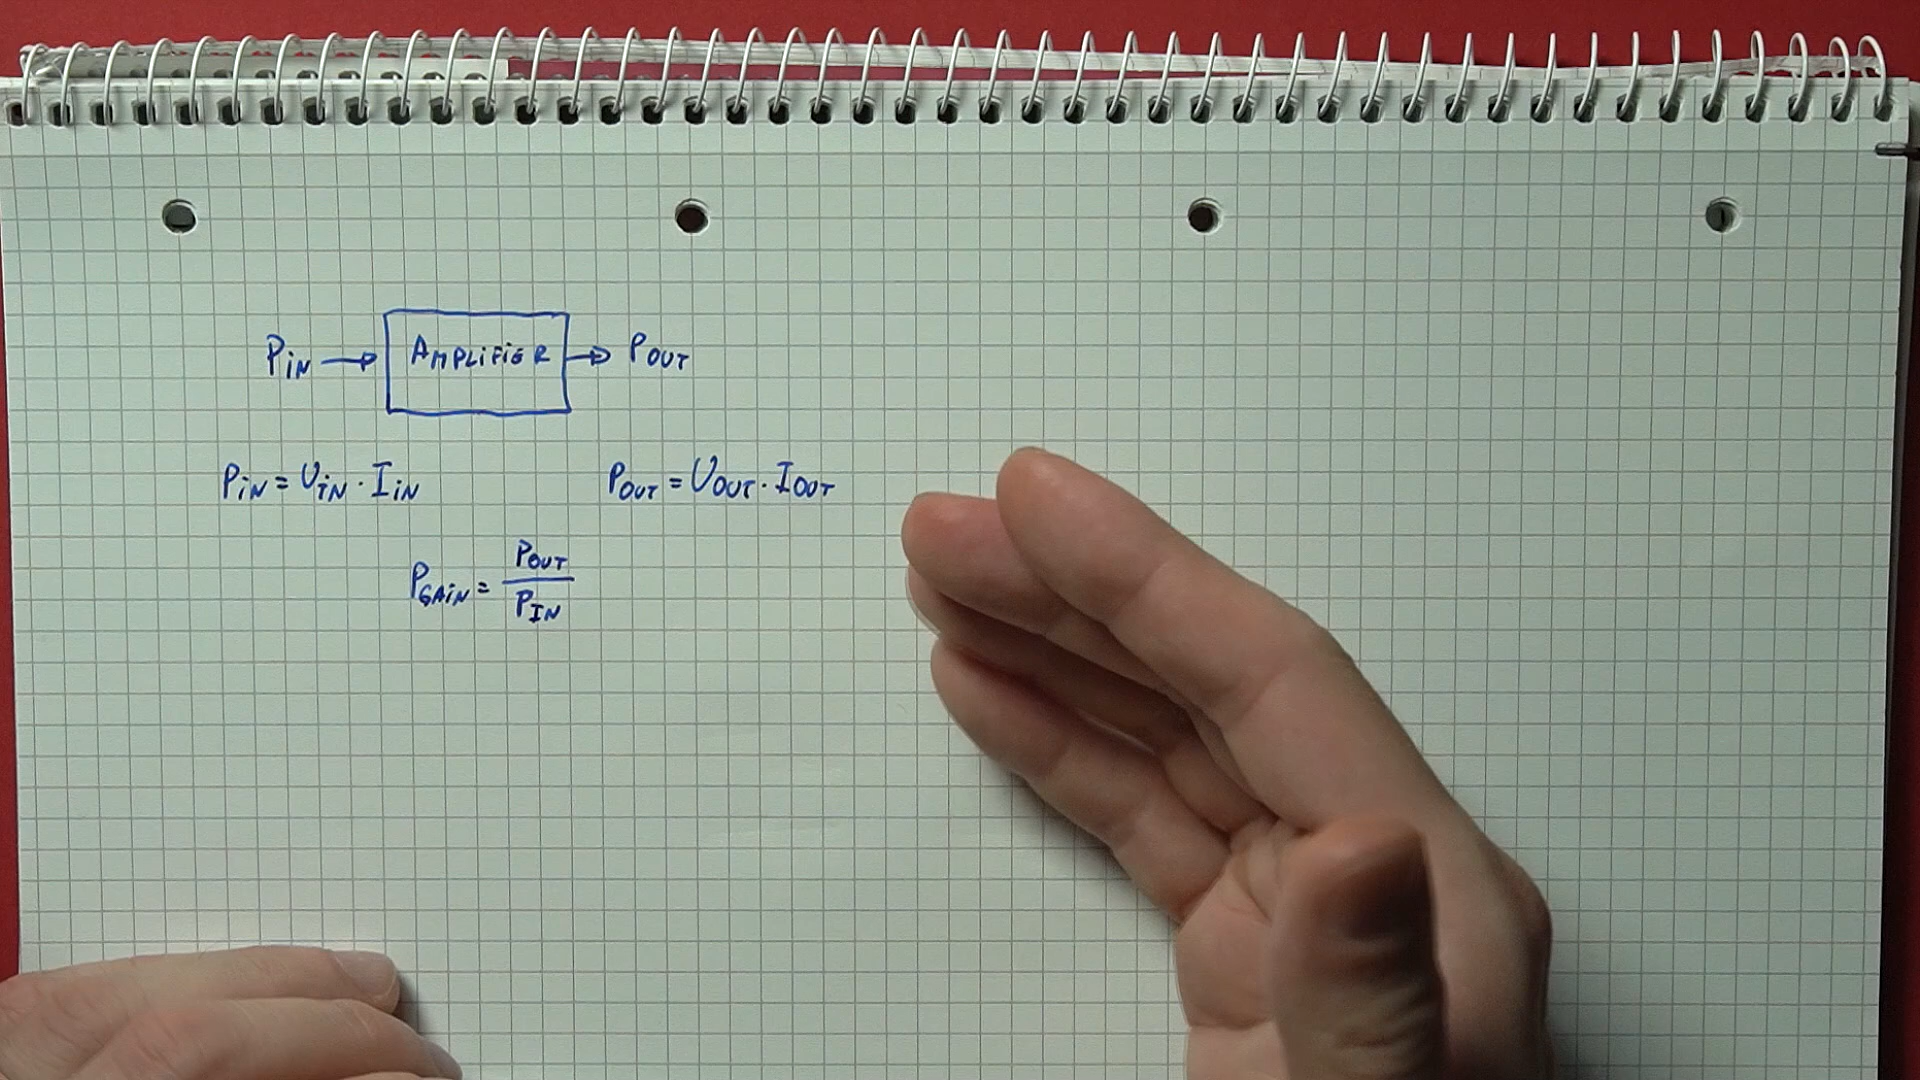 PiN → AMPLiFiER → POUT
PiN = UiN · IiN POUT = UOUT · IOUT
PGAiN = POUT / PIN